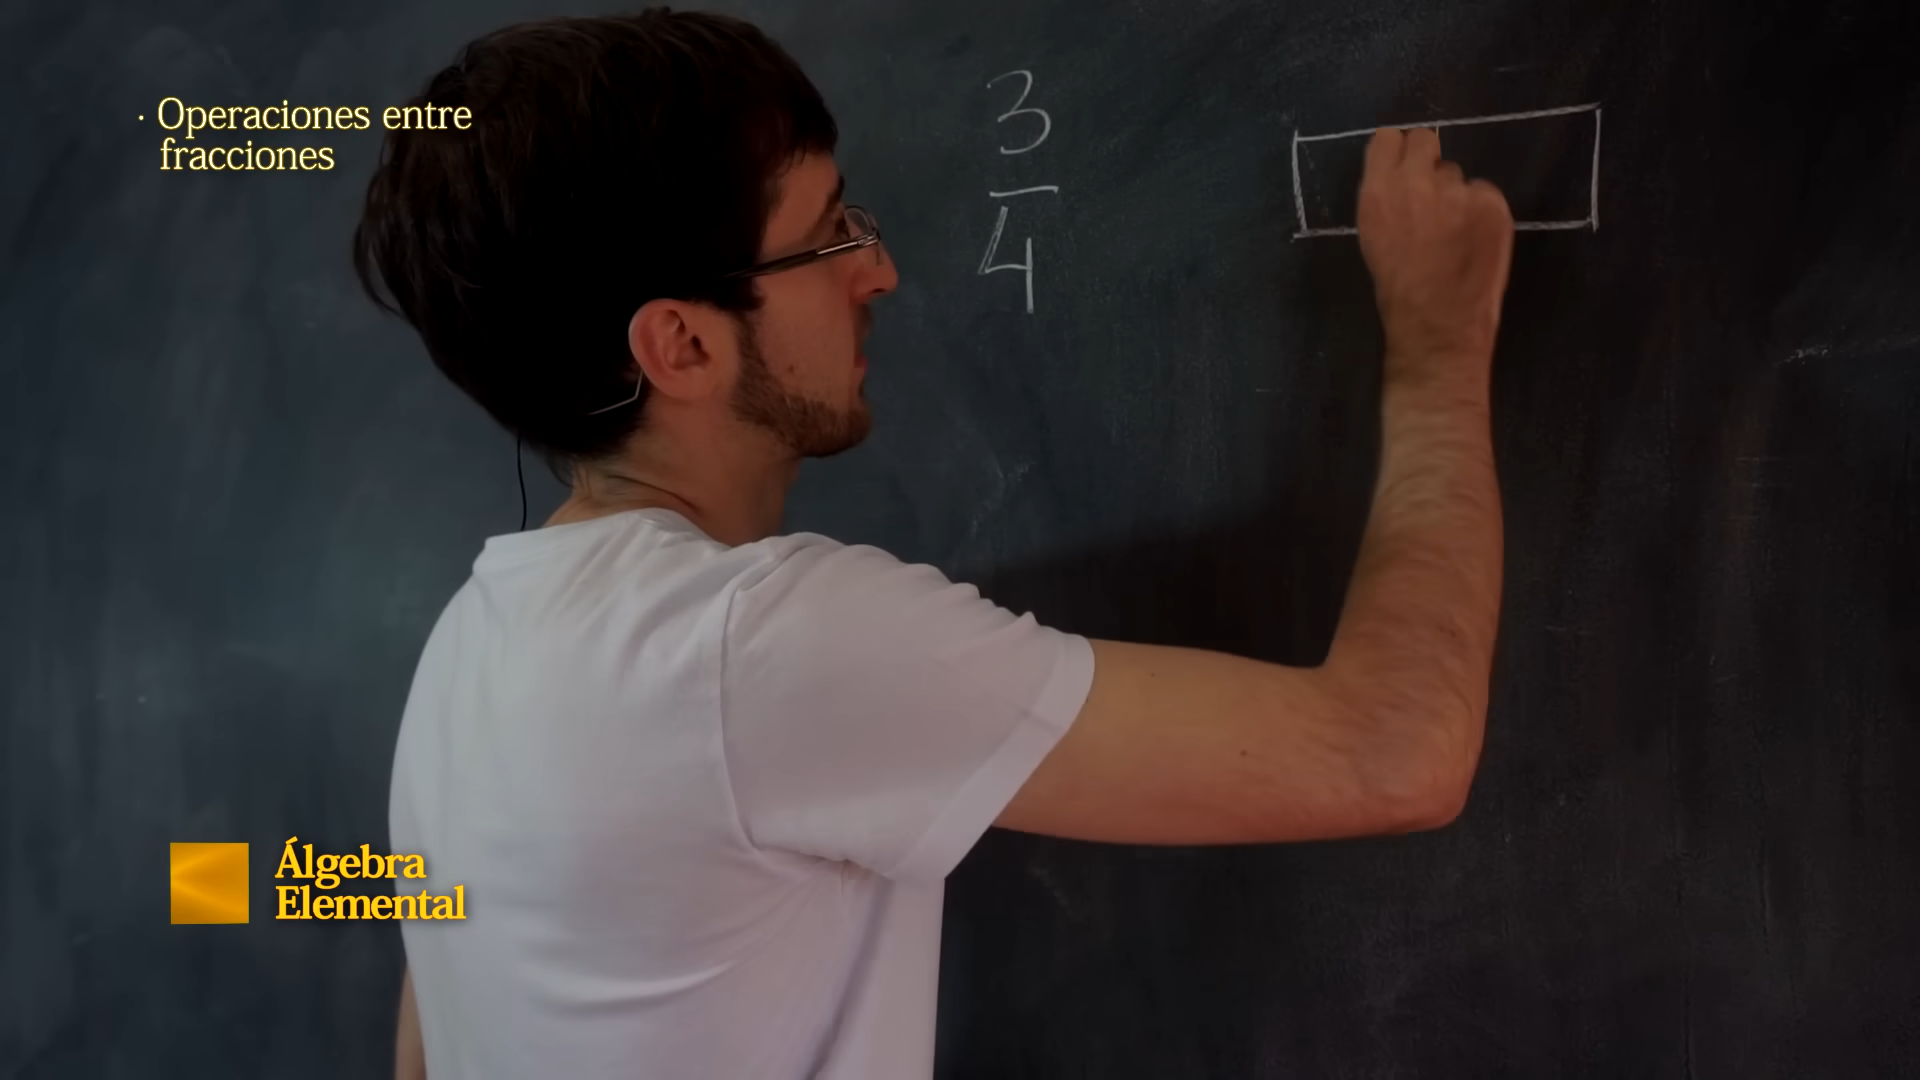 · Operaciones entre
fracciones
3
4
Álgebra
Elemental